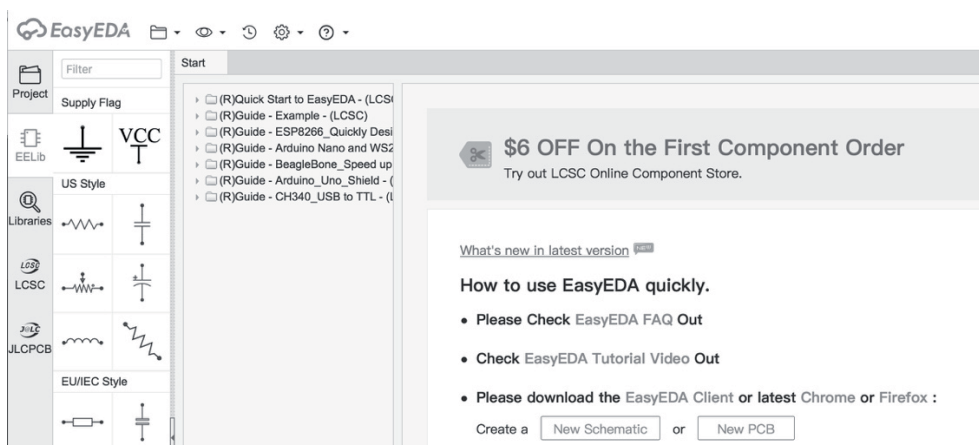 EasyEDA
Project
EELib
Libraries
LCSC
LCSC
J@LC
JLCPCB
Filter
Supply Flag
VCC
US Style
EU/IEC Style
Start
(R)Quick Start to EasyEDA - (LCS
(R)Guide - Example - (LCSC)
(R)Guide - ESP8266_Quickly Desi
(R)Guide - Arduino Nano and WS2
(R)Guide - BeagleBone_Speed up
(R)Guide - Arduino_Uno_Shield - (
(R)Guide - CH340_USB to TTL - (L
$6 OFF On the First Component Order
Try out LCSC Online Component Store.
What's new in latest version
How to use EasyEDA quickly.
• Please Check EasyEDA FAQ Out
• Check EasyEDA Tutorial Video Out
• Please download the EasyEDA Client or latest Chrome or Firefox :
Create a New Schematic or New PCB